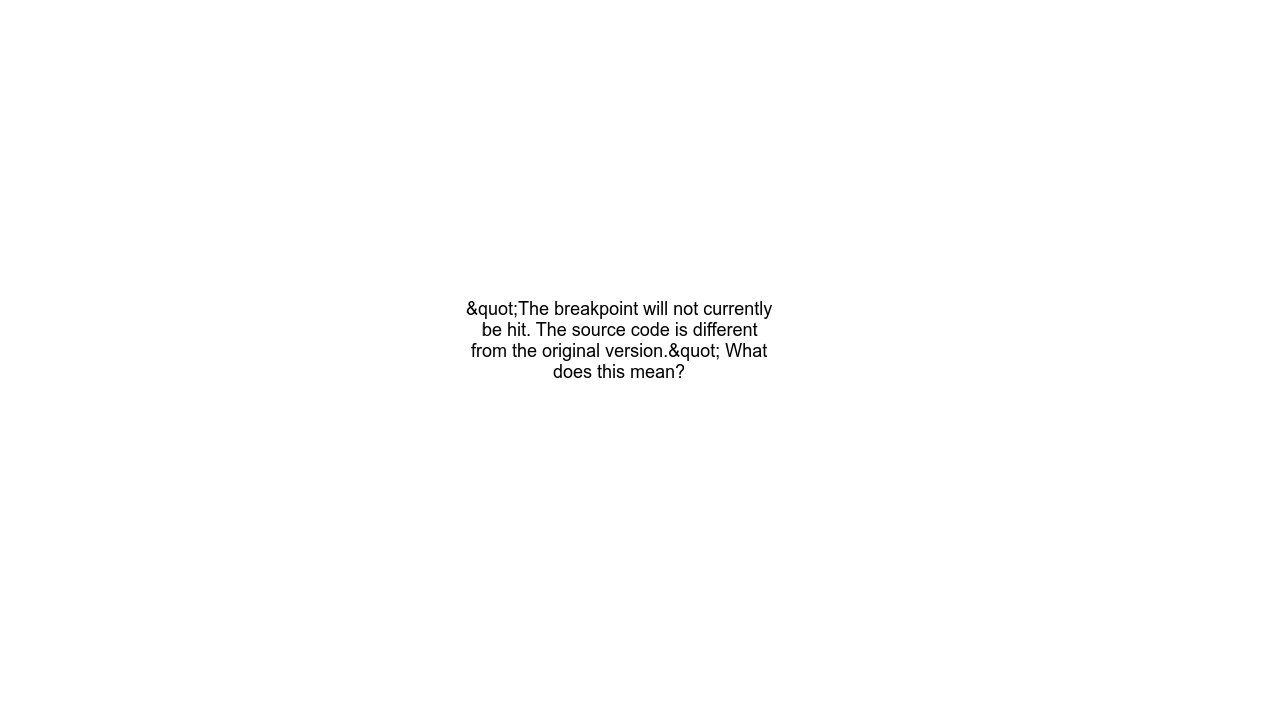 &quot;The breakpoint will not currently
be hit. The source code is different
from the original version.&quot; What
does this mean?